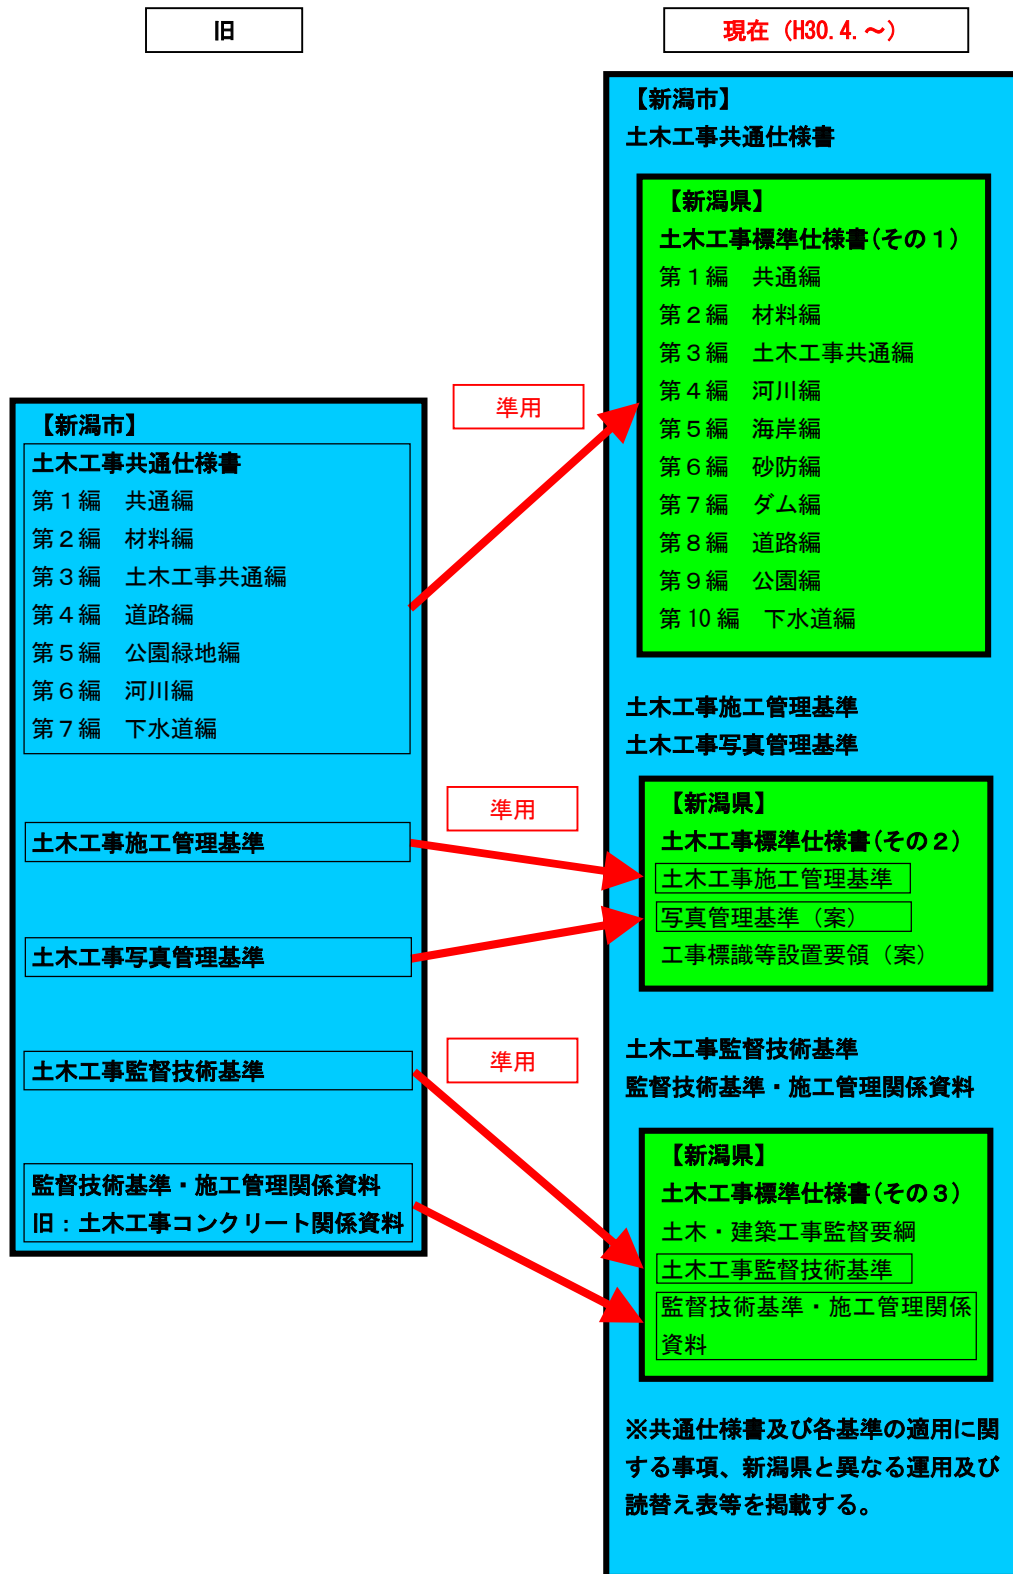 旧
現在（H30.4.～）
【新潟市】
土木工事共通仕様書
第１編　共通編
第２編　材料編
第３編　土木工事共通編
第４編　道路編
第５編　公園緑地編
第６編　河川編
第７編　下水道編
土木工事施工管理基準
土木工事写真管理基準
土木工事監督技術基準
監督技術基準・施工管理関係資料
旧：土木工事コンクリート関係資料
準用
準用
準用
【新潟市】
土木工事共通仕様書
【新潟県】
土木工事標準仕様書(その１)
第１編　共通編
第２編　材料編
第３編　土木工事共通編
第４編　河川編
第５編　海岸編
第６編　砂防編
第７編　ダム編
第８編　道路編
第９編　公園編
第10編　下水道編
土木工事施工管理基準
土木工事写真管理基準
【新潟県】
土木工事標準仕様書(その２)
土木工事施工管理基準
写真管理基準（案）
工事標識等設置要領（案）
土木工事監督技術基準
監督技術基準・施工管理関係資料
【新潟県】
土木工事標準仕様書(その３)
土木・建築工事監督要綱
土木工事監督技術基準
監督技術基準・施工管理関係
資料
※共通仕様書及び各基準の適用に関
する事項、新潟県と異なる運用及び
読替え表等を掲載する。